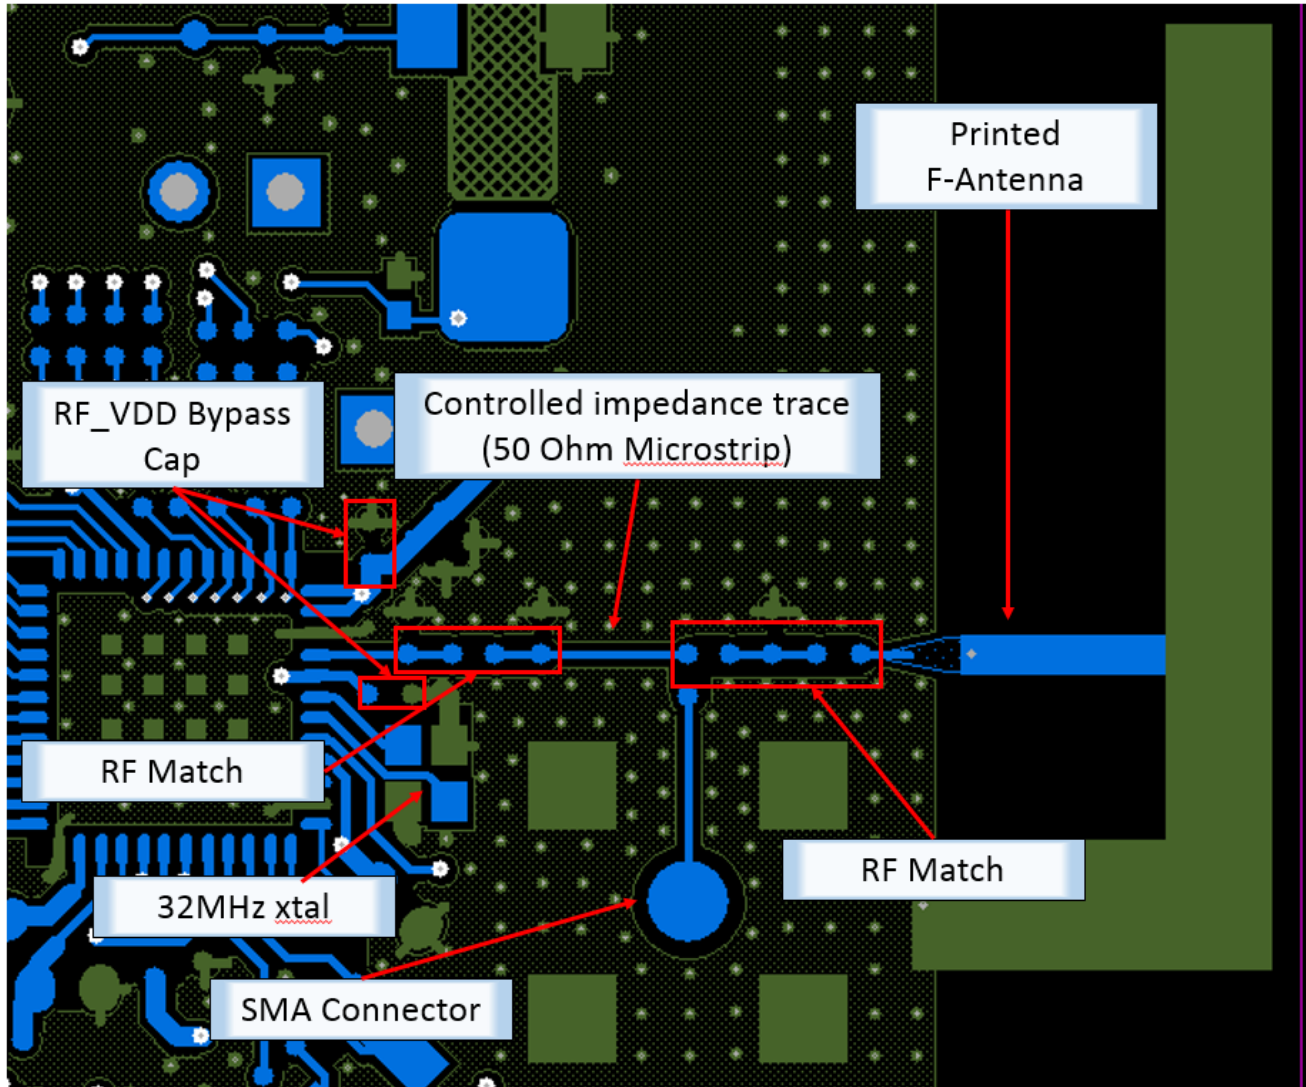 Printed
F-Antenna
RF_VDD Bypass
Cap
Controlled impedance trace
(50 Ohm Microstrip)
RF Match
RF Match
32MHz xtal
SMA Connector